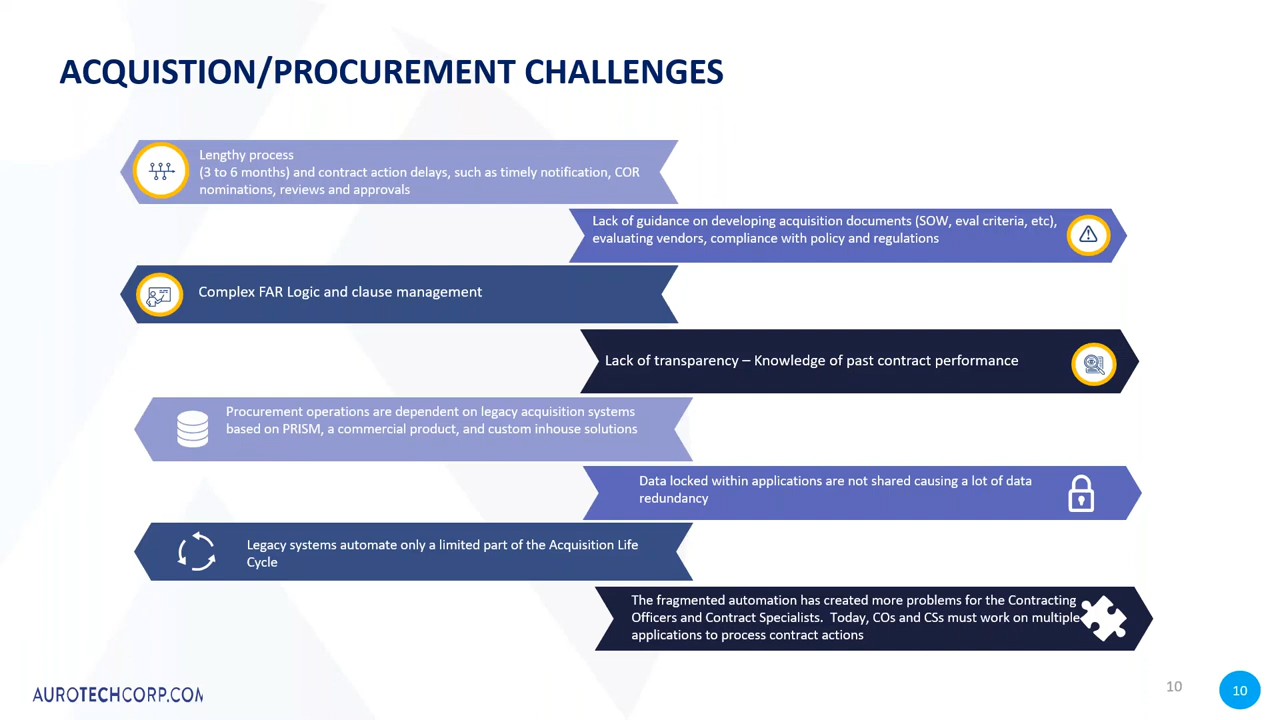 ACQUISTION/PROCUREMENT CHALLENGES
Lengthy process
(3 to 6 months) and contract action delays, such as timely notification, COR
nominations, reviews and approvals
Lack of guidance on developing acquisition documents (SOW, eval criteria, etc),
evaluating vendors, compliance with policy and regulations
Complex FAR Logic and clause management
Lack of transparency – Knowledge of past contract performance
Procurement operations are dependent on legacy acquisition systems
based on PRISM, a commercial product, and custom inhouse solutions
Data locked within applications are not shared causing a lot of data
redundancy
Legacy systems automate only a limited part of the Acquisition Life
Cycle
The fragmented automation has created more problems for the Contracting
Officers and Contract Specialists.  Today, COs and CSs must work on multiple
applications to process contract actions
AUROTECHCORP.COM
10
10